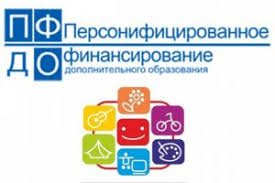 ПФ Персонифицированное
ДО финансирование
дополнительного образования